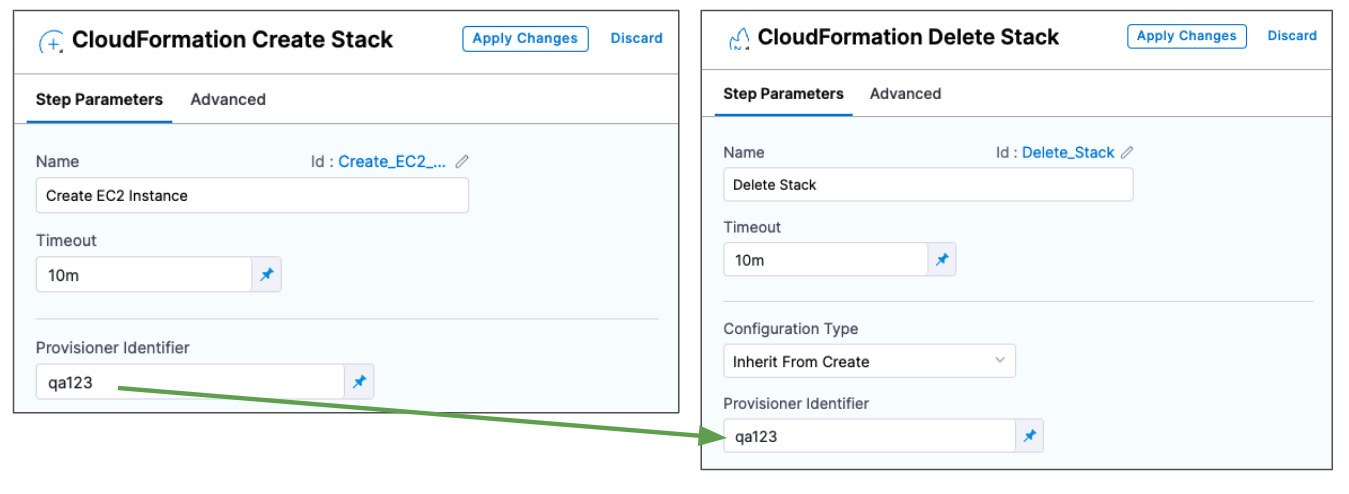 CloudFormation Create Stack
Apply Changes
Discard
Step Parameters
Advanced
Name
Id : Create_EC2_...
Create EC2 Instance
Timeout
10m
Provisioner Identifier
qa123
CloudFormation Delete Stack
Apply Changes
Discard
Step Parameters
Advanced
Name
Id : Delete_Stack
Delete Stack
Timeout
10m
Configuration Type
Inherit From Create
Provisioner Identifier
qa123